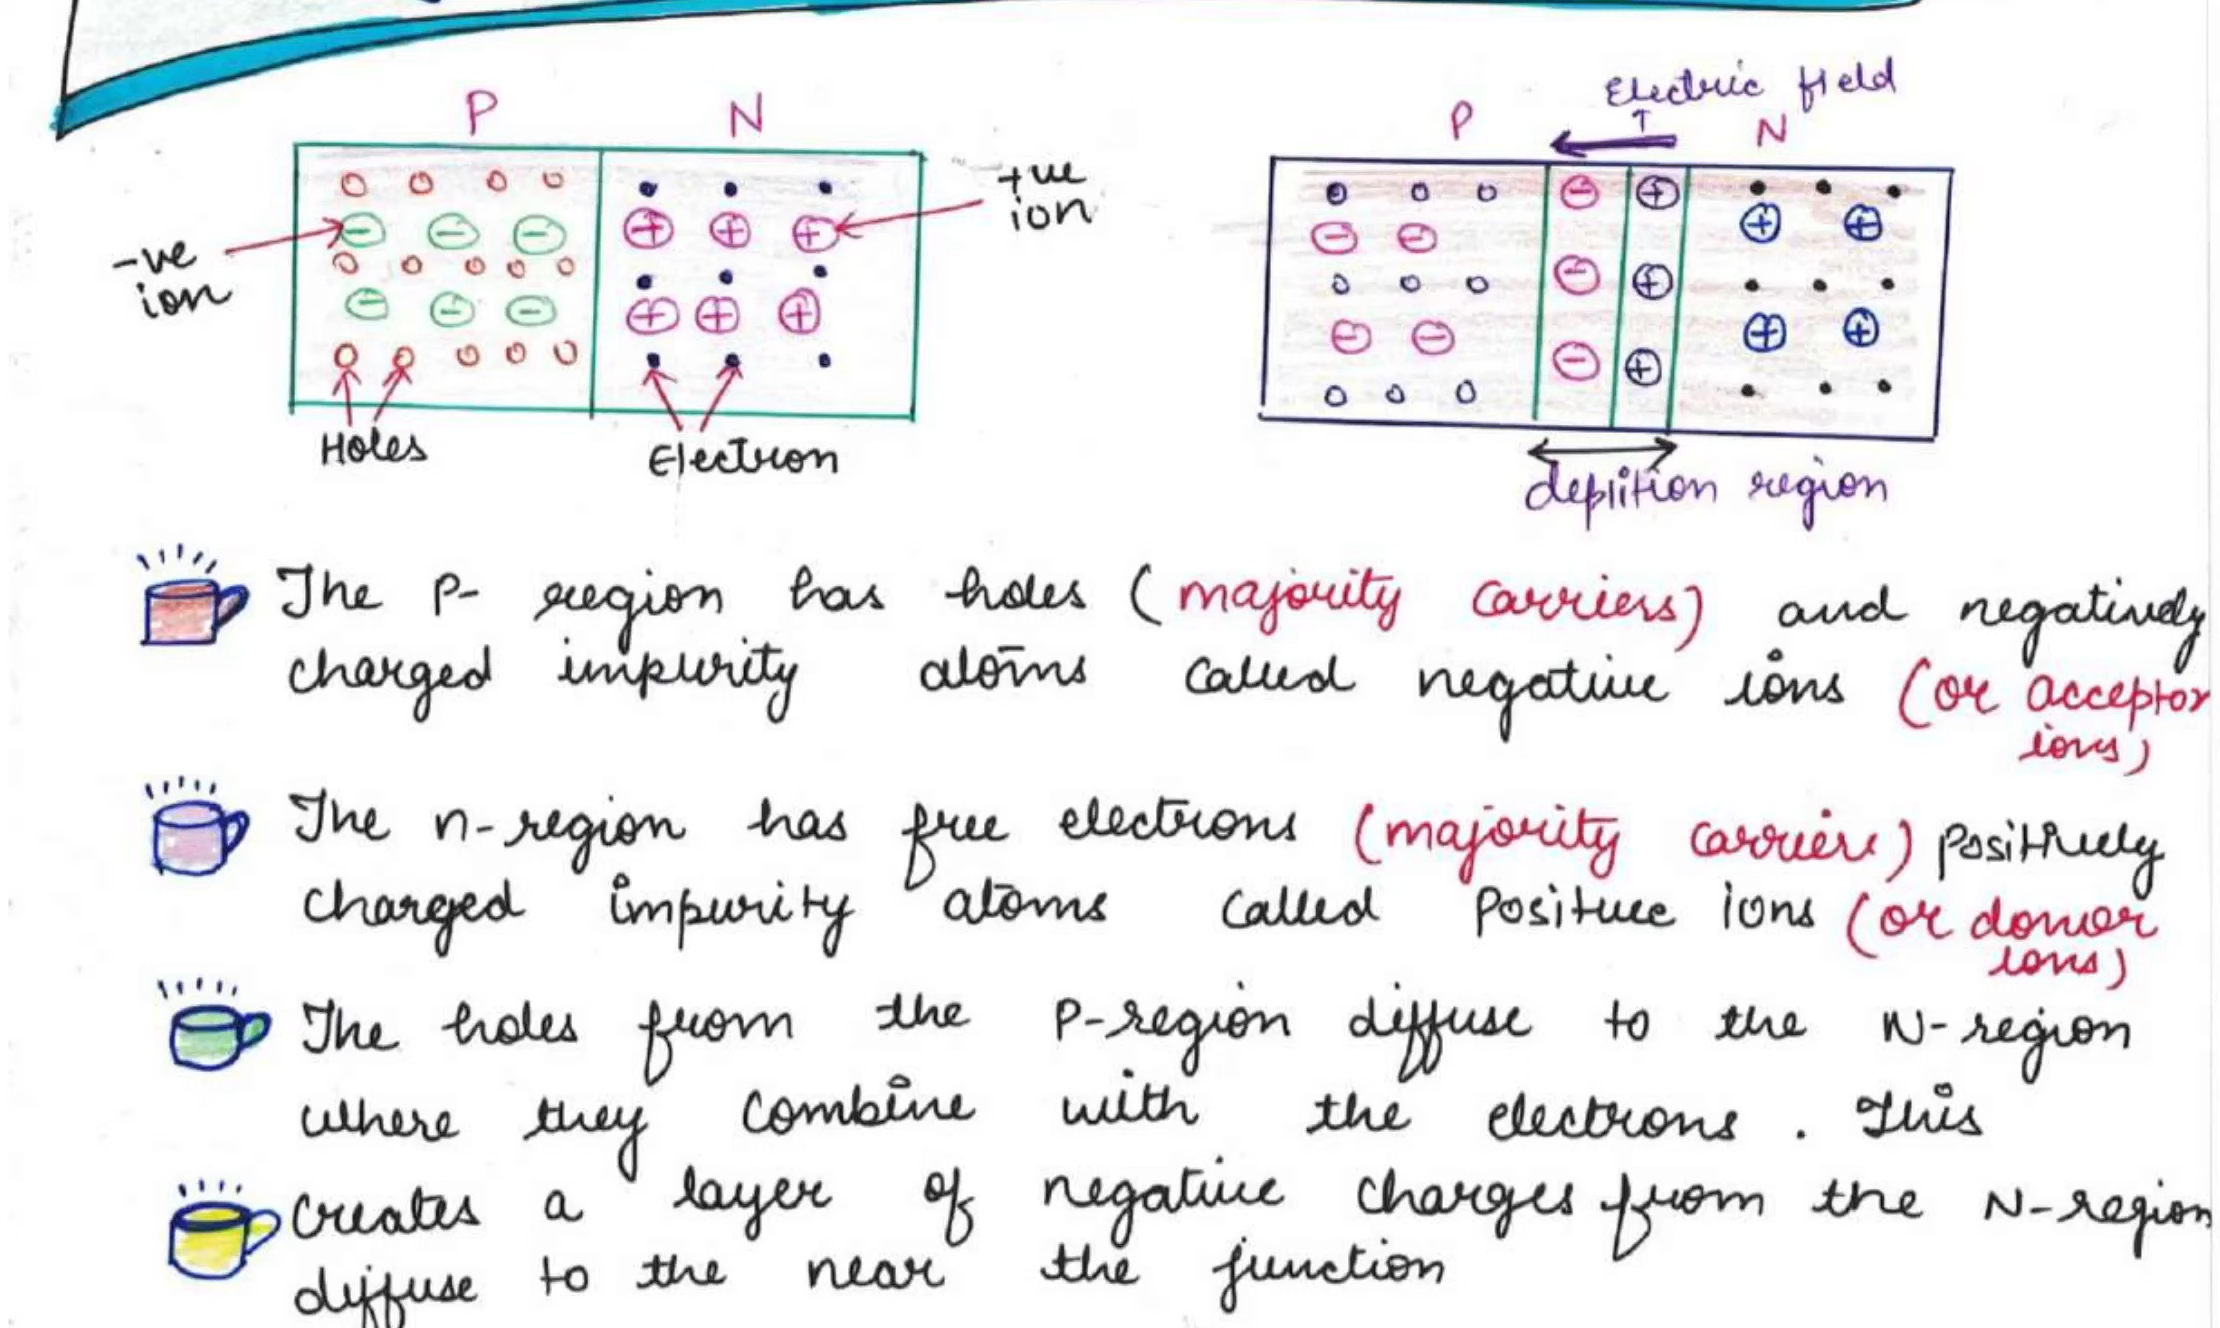 P N
-ve
ion
+ve
ion
Holes
Electron
Electric field
P N
deplition region
The P- region has holes (majority carriers) and negatively
charged impurity atoms called negative ions (or acceptor
ions)
The n-region has free electrons (majority carriers) positively
charged impurity atoms called Positive ions (or donor
ions)
The holes from the P-region diffuse to the N-region
where they combine with the electrons. This
creates a layer of negative charges from the N-region
diffuse to the near the junction